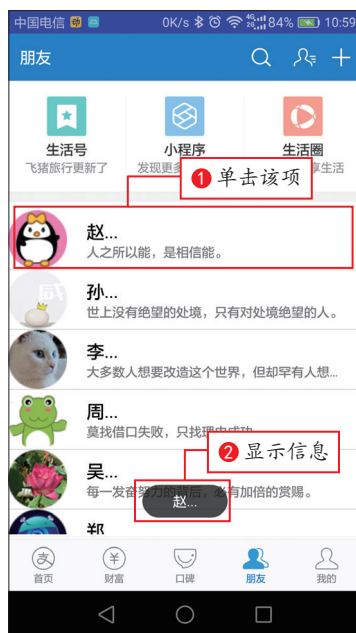 中国电信 0K/s 4G 2G 84% 10:59
朋友
生活号 小程序 生活圈
飞猪旅行更新了 发现更 享生活
1 单击该项
赵...
人之所以能，是相信能。
孙...
世上没有绝望的处境，只有对处境绝望的人。
李...
大多数人想要改造这个世界，但却罕有人想...
周...
莫找借口失败，只找理由成功
2 显示信息
吴...
每一发奋努力的背后，必有加倍的赏赐。
赵...
郑
支 ¥
首页 财富 口碑 朋友 我的